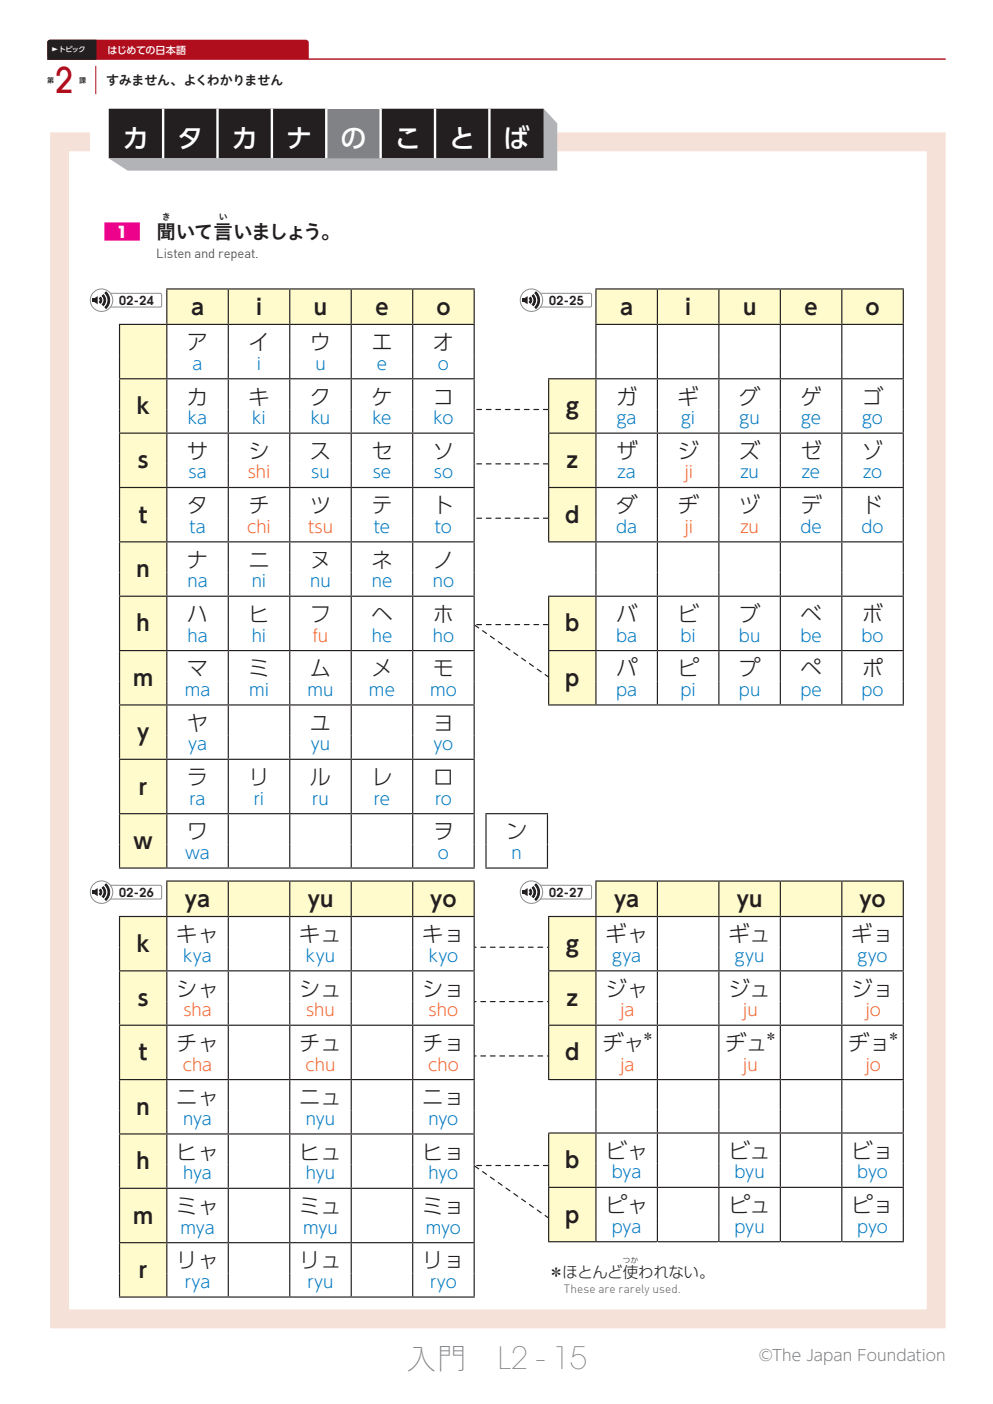 ▶トピック はじめての日本語
第2課 すみません、よくわかりません
カタカナのことば
き い
1 聞いて言いましょう。
Listen and repeat.
02-24 a i u e o
ア イ ウ エ オ
a i u e o
k カ キ ク ケ コ
ka ki ku ke ko
s サ シ ス セ ソ
sa shi su se so
t タ チ ツ テ ト
ta chi tsu te to
n ナ ニ ヌ ネ ノ
na ni nu ne no
h ハ ヒ フ ヘ ホ
ha hi fu he ho
m マ ミ ム メ モ
ma mi mu me mo
y ヤ ユ ヨ
ya yu yo
r ラ リ ル レ ロ
ra ri ru re ro
w ワ ヲ
wa o
ン
n
02-25 a i u e o
g ガ ギ グ ゲ ゴ
ga gi gu ge go
z ザ ジ ズ ゼ ゾ
za ji zu ze zo
d ダ ヂ ヅ デ ド
da ji zu de do
b バ ビ ブ ベ ボ
ba bi bu be bo
p パ ピ プ ペ ポ
pa pi pu pe po
02-26 ya yu yo
k キャ キュ キョ
kya kyu kyo
s シャ シュ ショ
sha shu sho
t チャ チュ チョ
cha chu cho
n ニャ ニュ ニョ
nya nyu nyo
h ヒャ ヒュ ヒョ
hya hyu hyo
m ミャ ミュ ミョ
mya myu myo
r リャ リュ リョ
rya ryu ryo
02-27 ya yu yo
g ギャ ギュ ギョ
gya gyu gyo
z ジャ ジュ ジョ
ja ju jo
d ヂャ* ヂュ* ヂョ*
ja ju jo
b ビャ ビュ ビョ
bya byu byo
p ピャ ピュ ピョ
pya pyu pyo
つか
*ほとんど使われない。
These are rarely used.
入門 L2 - 15
©The Japan Foundation